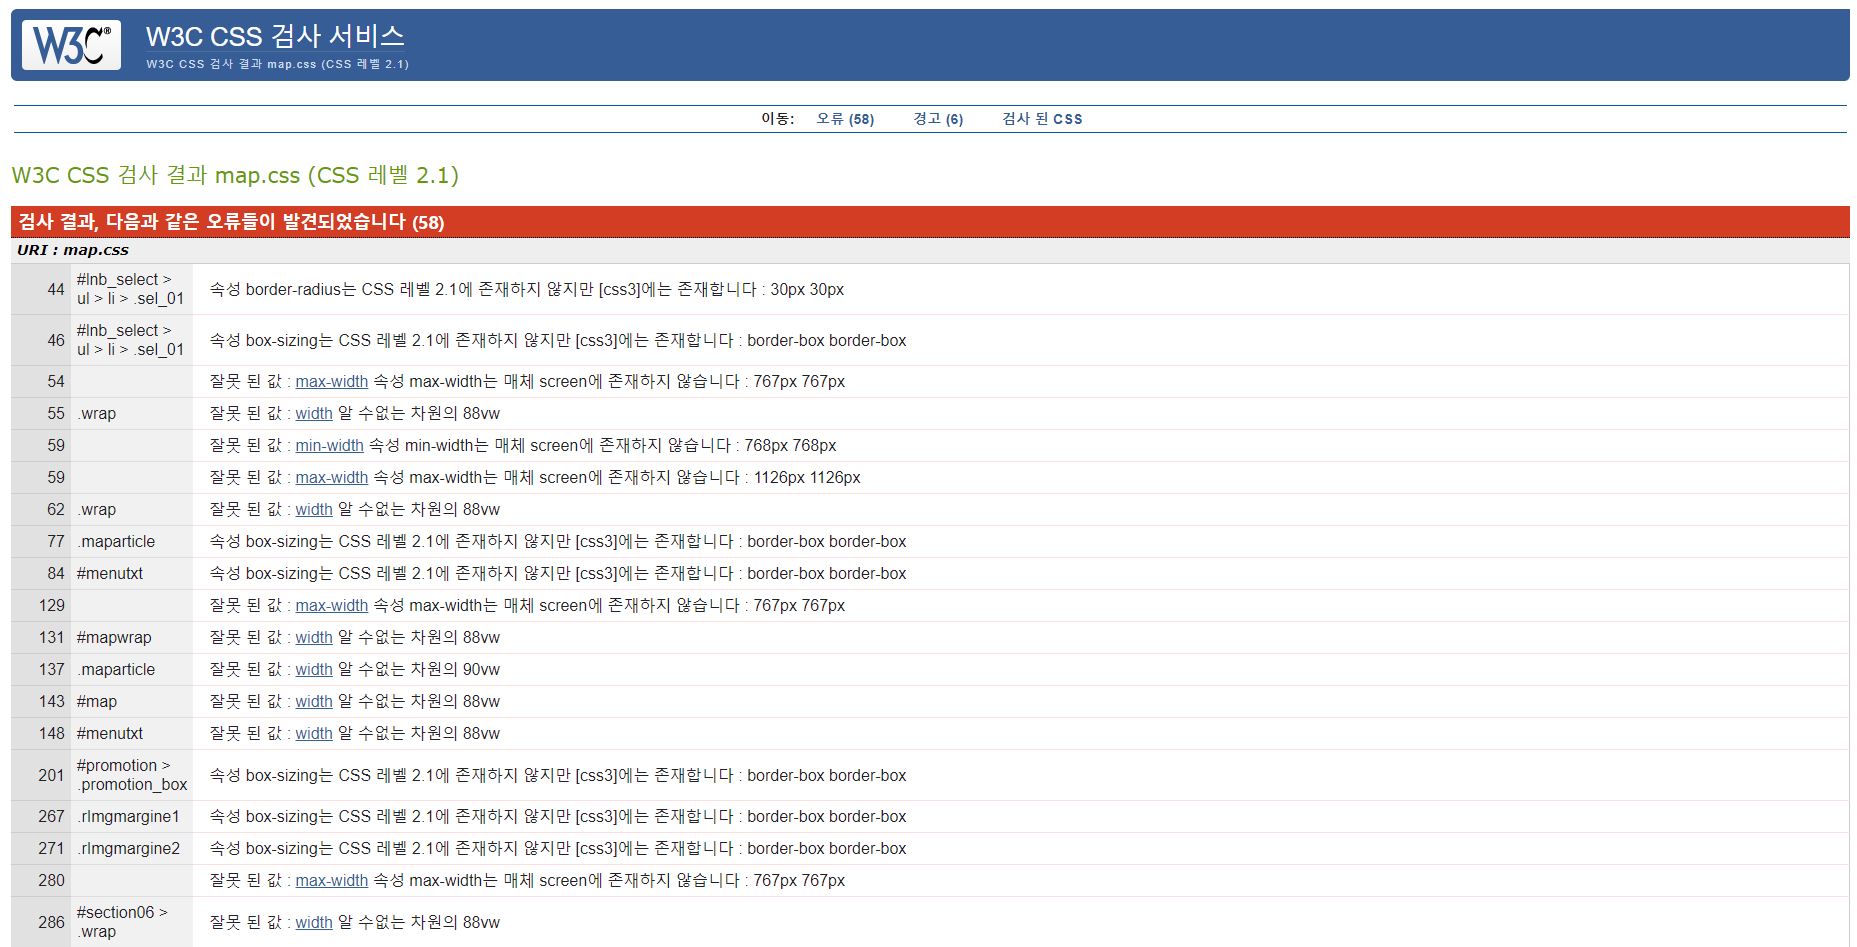 W3C®
W3C CSS 검사 서비스
W3C CSS 검사 결과 map.css (CSS 레벨 2.1)
이동: 오류 (58) 경고 (6) 검사 된 CSS
W3C CSS 검사 결과 map.css (CSS 레벨 2.1)
검사 결과, 다음과 같은 오류들이 발견되었습니다 (58)
URI : map.css
44 #lnb_select >
ul > li > .sel_01
속성 border-radius는 CSS 레벨 2.1에 존재하지 않지만 [css3]에는 존재합니다 : 30px 30px
46 #lnb_select >
ul > li > .sel_01
속성 box-sizing는 CSS 레벨 2.1에 존재하지 않지만 [css3]에는 존재합니다 : border-box border-box
54 잘못 된 값 : max-width 속성 max-width는 매체 screen에 존재하지 않습니다 : 767px 767px
55 .wrap 잘못 된 값 : width 알 수없는 차원의 88vw
59 잘못 된 값 : min-width 속성 min-width는 매체 screen에 존재하지 않습니다 : 768px 768px
59 잘못 된 값 : max-width 속성 max-width는 매체 screen에 존재하지 않습니다 : 1126px 1126px
62 .wrap 잘못 된 값 : width 알 수없는 차원의 88vw
77 .maparticle 속성 box-sizing는 CSS 레벨 2.1에 존재하지 않지만 [css3]에는 존재합니다 : border-box border-box
84 #menutxt 속성 box-sizing는 CSS 레벨 2.1에 존재하지 않지만 [css3]에는 존재합니다 : border-box border-box
129 잘못 된 값 : max-width 속성 max-width는 매체 screen에 존재하지 않습니다 : 767px 767px
131 #mapwrap 잘못 된 값 : width 알 수없는 차원의 88vw
137 .maparticle 잘못 된 값 : width 알 수없는 차원의 90vw
143 #map 잘못 된 값 : width 알 수없는 차원의 88vw
148 #menutxt 잘못 된 값 : width 알 수없는 차원의 88vw
201 #promotion >
.promotion_box
속성 box-sizing는 CSS 레벨 2.1에 존재하지 않지만 [css3]에는 존재합니다 : border-box border-box
267 .rImgmargine1 속성 box-sizing는 CSS 레벨 2.1에 존재하지 않지만 [css3]에는 존재합니다 : border-box border-box
271 .rImgmargine2 속성 box-sizing는 CSS 레벨 2.1에 존재하지 않지만 [css3]에는 존재합니다 : border-box border-box
280 잘못 된 값 : max-width 속성 max-width는 매체 screen에 존재하지 않습니다 : 767px 767px
286 #section06 >
.wrap
잘못 된 값 : width 알 수없는 차원의 88vw